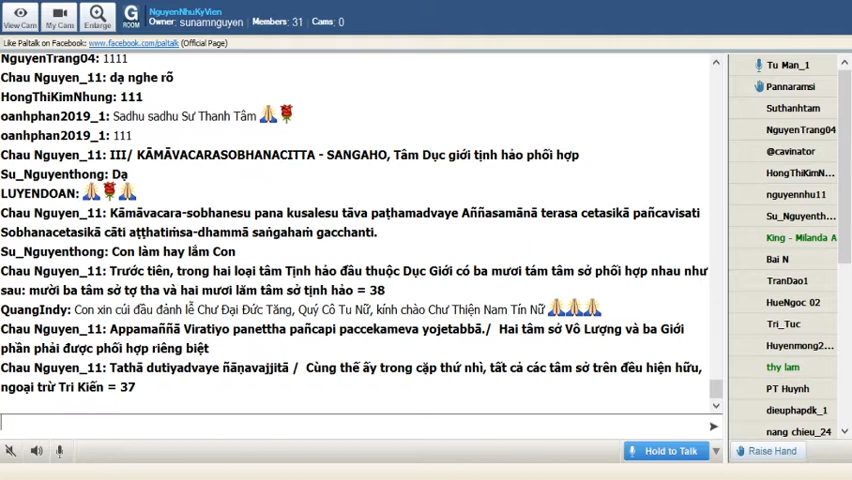 NguyenNhuKyVien
Owner: sunamnguyen Members: 31 Cams: 0
View Cam My Cam Enlarge G ROOM
Like Paltalk on Facebook: www.facebook.com/paltalk (Official Page)
NguyenTrang04: 1111
Chau Nguyen_11: dạ nghe rõ
HongThiKimNhung: 111
oanhphan2019_1: Sadhu sadhu Sư Thanh Tâm
oanhphan2019_1: 111
Chau Nguyen_11: III/ KĀMĀVACARASOBHANACITTA - SANGAHO, Tâm Dục giới tịnh hảo phối hợp
Su_Nguyenthong: Dạ
LUYENDOAN:
Chau Nguyen_11: Kāmāvacara-sobhanesu pana kusalesu tāva paṭhamadvaye Aññasamānā terasa cetasikā pañcavisati
Sobhanacetasikā cāti aṭṭhatiṁsa-dhammā saṅgahaṁ gacchanti.
Su_Nguyenthong: Con làm hay lắm Con
Chau Nguyen_11: Trước tiên, trong hai loại tâm Tịnh hảo đầu thuộc Dục Giới có ba mươi tám tâm sở phối hợp nhau như
sau: mười ba tâm sở tợ tha và hai mươi lăm tâm sở tịnh hảo = 38
QuangIndy: Con xin cúi đầu đảnh lễ Chư Đại Đức Tăng, Quý Cô Tu Nữ, kính chào Chư Thiện Nam Tín Nữ
Chau Nguyen_11: Appamaññā Viratiyo panettha pañcapi paccekameva yojetabbā./ Hai tâm sở Vô Lượng và ba Giới
phần phải được phối hợp riêng biệt
Chau Nguyen_11: Tathā dutiyadvaye ñāṇavajjitā / Cùng thế ấy trong cặp thứ nhì, tất cả các tâm sở trên đều hiện hữu,
ngoại trừ Tri Kiến = 37
Hold to Talk
Tu Man_1
Pannaramsi
Suthanhtam
NguyenTrang04
@cavinator
HongThiKimN...
nguyennhu11
Su_Nguyenth...
King - Milanda A
Bai N
TranDao1
HueNgoc 02
Tri_Tuc
Huyenmong2...
thy lam
PT Huynh
dieuphapdk_1
nang chieu_24
Raise Hand